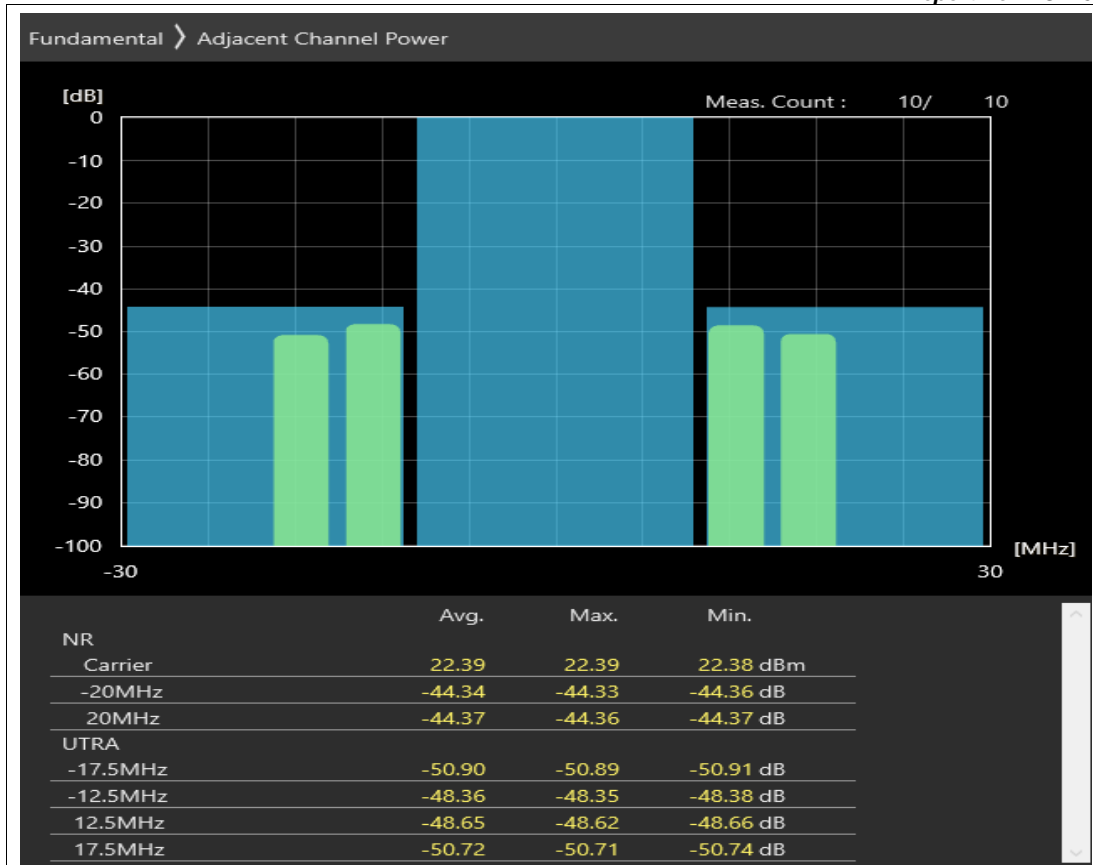 Fundamental ❯ Adjacent Channel Power
[dB]
Meas. Count : 10/ 10
0
-10
-20
-30
-40
-50
-60
-70
-80
-90
-100
[MHz]
-30 30
Avg. Max. Min.
NR
Carrier 22.39 22.39 22.38 dBm
-20MHz -44.34 -44.33 -44.36 dB
20MHz -44.37 -44.36 -44.37 dB
UTRA
-17.5MHz -50.90 -50.89 -50.91 dB
-12.5MHz -48.36 -48.35 -48.38 dB
12.5MHz -48.65 -48.62 -48.66 dB
17.5MHz -50.72 -50.71 -50.74 dB